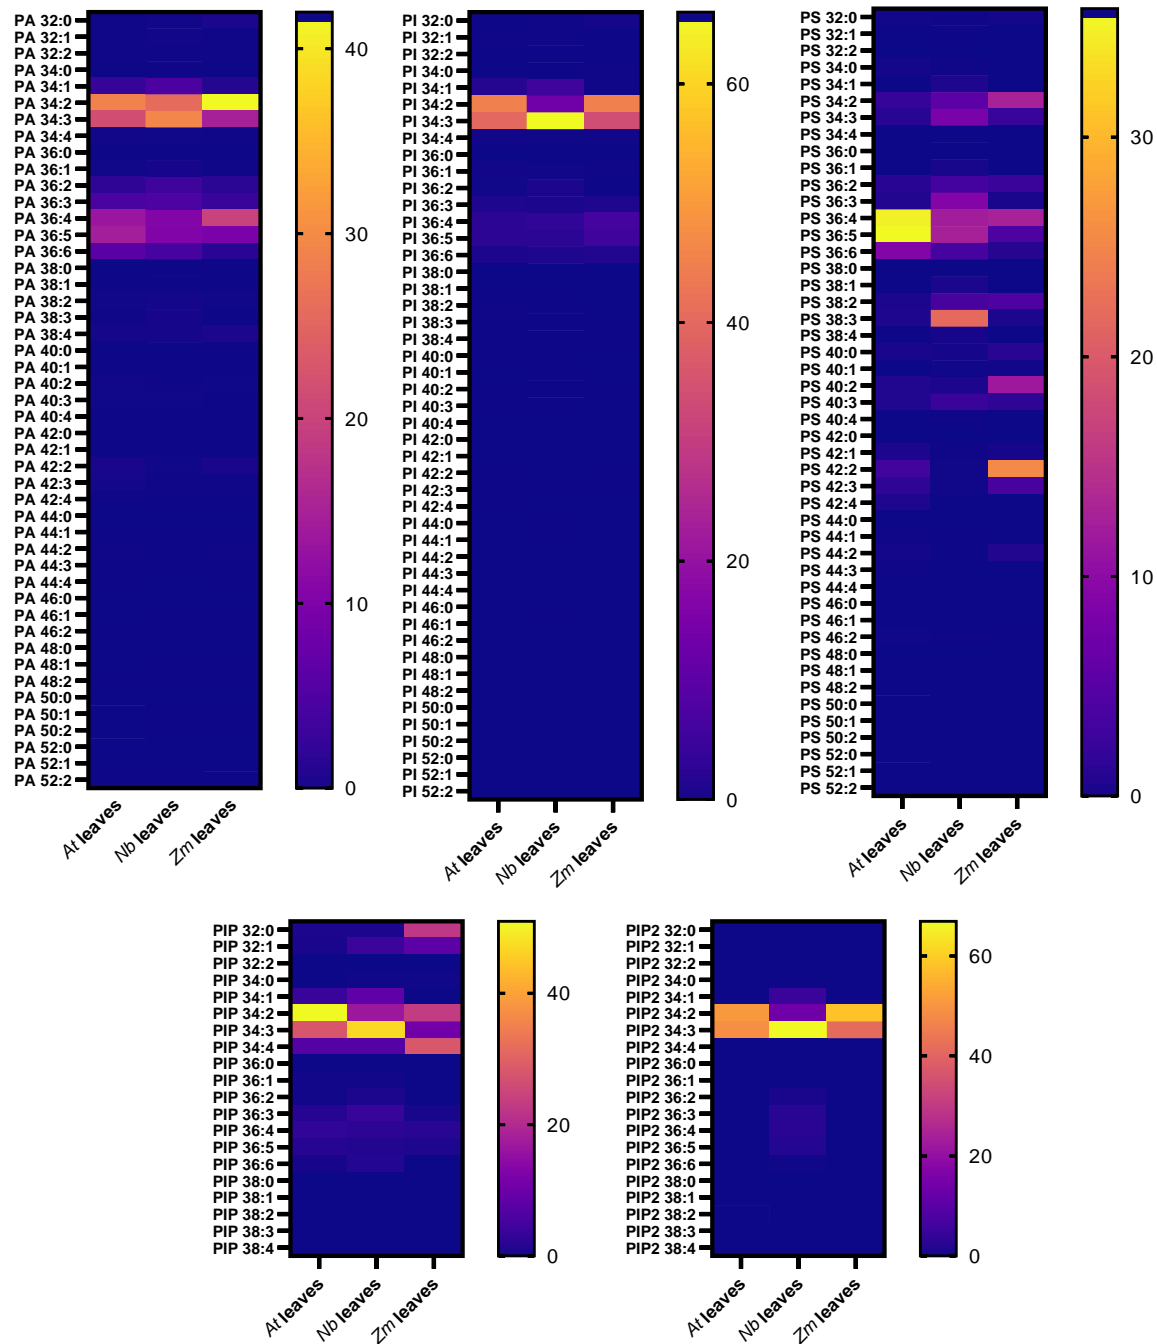 PA 32:0
PA 32:1
PA 32:2
PA 34:0
PA 34:1
PA 34:2
PA 34:3
PA 34:4
PA 36:0
PA 36:1
PA 36:2
PA 36:3
PA 36:4
PA 36:5
PA 36:6
PA 38:0
PA 38:1
PA 38:2
PA 38:3
PA 38:4
PA 40:0
PA 40:1
PA 40:2
PA 40:3
PA 40:4
PA 42:0
PA 42:1
PA 42:2
PA 42:3
PA 42:4
PA 44:0
PA 44:1
PA 44:2
PA 44:3
PA 44:4
PA 46:0
PA 46:1
PA 46:2
PA 48:0
PA 48:1
PA 48:2
PA 50:0
PA 50:1
PA 50:2
PA 52:0
PA 52:1
PA 52:2
At leaves
Nb leaves
Zm leaves
40
30
20
10
0
PI 32:0
PI 32:1
PI 32:2
PI 34:0
PI 34:1
PI 34:2
PI 34:3
PI 34:4
PI 36:0
PI 36:1
PI 36:2
PI 36:3
PI 36:4
PI 36:5
PI 36:6
PI 38:0
PI 38:1
PI 38:2
PI 38:3
PI 38:4
PI 40:0
PI 40:1
PI 40:2
PI 40:3
PI 40:4
PI 42:0
PI 42:1
PI 42:2
PI 42:3
PI 42:4
PI 44:0
PI 44:1
PI 44:2
PI 44:3
PI 44:4
PI 46:0
PI 46:1
PI 46:2
PI 48:0
PI 48:1
PI 48:2
PI 50:0
PI 50:1
PI 50:2
PI 52:0
PI 52:1
PI 52:2
At leaves
Nb leaves
Zm leaves
60
40
20
0
PS 32:0
PS 32:1
PS 32:2
PS 34:0
PS 34:1
PS 34:2
PS 34:3
PS 34:4
PS 36:0
PS 36:1
PS 36:2
PS 36:3
PS 36:4
PS 36:5
PS 36:6
PS 38:0
PS 38:1
PS 38:2
PS 38:3
PS 38:4
PS 40:0
PS 40:1
PS 40:2
PS 40:3
PS 40:4
PS 42:0
PS 42:1
PS 42:2
PS 42:3
PS 42:4
PS 44:0
PS 44:1
PS 44:2
PS 44:3
PS 44:4
PS 46:0
PS 46:1
PS 46:2
PS 48:0
PS 48:1
PS 48:2
PS 50:0
PS 50:1
PS 50:2
PS 52:0
PS 52:1
PS 52:2
At leaves
Nb leaves
Zm leaves
30
20
10
0
PIP 32:0
PIP 32:1
PIP 32:2
PIP 34:0
PIP 34:1
PIP 34:2
PIP 34:3
PIP 34:4
PIP 36:0
PIP 36:1
PIP 36:2
PIP 36:3
PIP 36:4
PIP 36:5
PIP 36:6
PIP 38:0
PIP 38:1
PIP 38:2
PIP 38:3
PIP 38:4
At leaves
Nb leaves
Zm leaves
40
20
0
PIP2 32:0
PIP2 32:1
PIP2 32:2
PIP2 34:0
PIP2 34:1
PIP2 34:2
PIP2 34:3
PIP2 34:4
PIP2 36:0
PIP2 36:1
PIP2 36:2
PIP2 36:3
PIP2 36:4
PIP2 36:5
PIP2 36:6
PIP2 38:0
PIP2 38:1
PIP2 38:2
PIP2 38:3
PIP2 38:4
At leaves
Nb leaves
Zm leaves
60
40
20
0